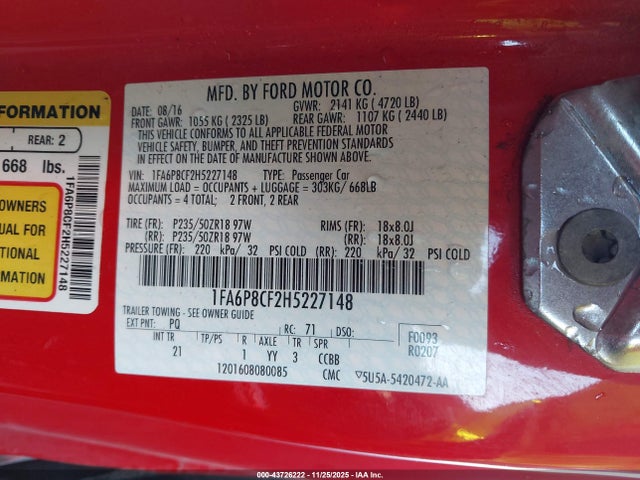 FORMATION
REAR: 2
668 lbs.
OWNERS
MANUAL FOR
ADDITIONAL
INFORMATION
1FA6P8CF2H5227148
MFD. BY FORD MOTOR CO.
DATE: 08/16
GVWR: 2141 KG ( 4720 LB)
FRONT GAWR: 1055 KG ( 2325 LB)
REAR GAWR: 1107 KG ( 2440 LB)
THIS VEHICLE CONFORMS TO ALL APPLICABLE FEDERAL MOTOR
VEHICLE SAFETY, BUMPER, AND THEFT PREVENTION STANDARDS
IN EFFECT ON THE DATE OF MANUFACTURE SHOWN ABOVE.
VIN: 1FA6P8CF2H5227148 TYPE: Passenger Car
MAXIMUM LOAD = OCCUPANTS + LUGGAGE = 303KG/ 668LB
OCCUPANTS = 4 TOTAL; 2 FRONT, 2 REAR
TIRE (FR): P235/50ZR18 97W RIMS (FR): 18x8.0J
(RR): P235/50ZR18 97W (RR): 18x8.0J
PRESSURE (FR): 220 kPa/ 32 PSI COLD (RR): 220 kPa/ 32 PSI COLD
1FA6P8CF2H5227148
TRAILER TOWING - SEE OWNER GUIDE
EXT PNT: PQ RC: 71 DSO:
F0093
R0207
INT TR TP/PS R AXLE TR SPR
21 1 YY 3 CCBB
1201608080085 CMC ▽5U5A-5420472-AA
000-43726222 — 11/25/2025 — IAA Inc.